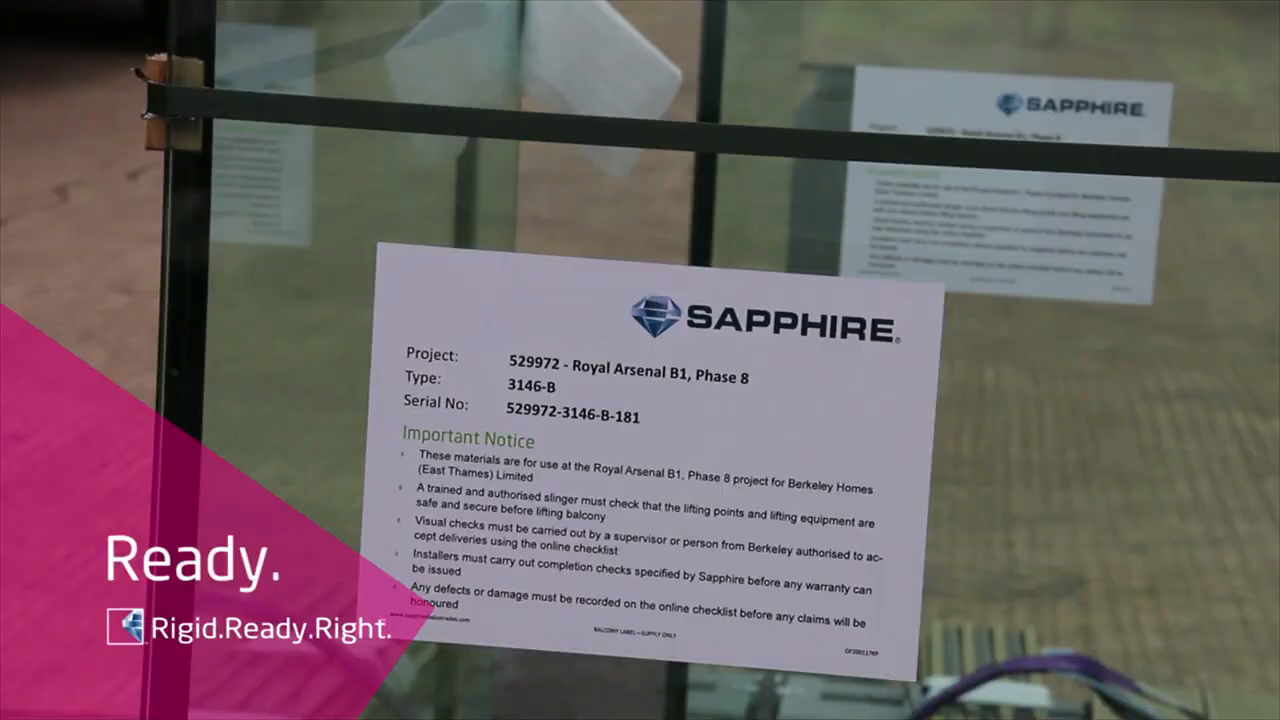 SAPPHIRE
SAPPHIRE®
Project: 529972 - Royal Arsenal B1, Phase 8
Type: 3146-B
Serial No: 529972-3146-B-181
Important Notice
These materials are for use at the Royal Arsenal B1, Phase 8 project for Berkeley Homes
(East Thames) Limited
A trained and authorised slinger must check that the lifting points and lifting equipment are
safe and secure before lifting balcony
Visual checks must be carried out by a supervisor or person from Berkeley authorised to ac-
cept deliveries using the online checklist
Installers must carry out completion checks specified by Sapphire before any warranty can
be issued
Any defects or damage must be recorded on the online checklist before any claims will be
honoured
BALCONY LABEL—SUPPLY ONLY
Ready.
Rigid.Ready.Right.